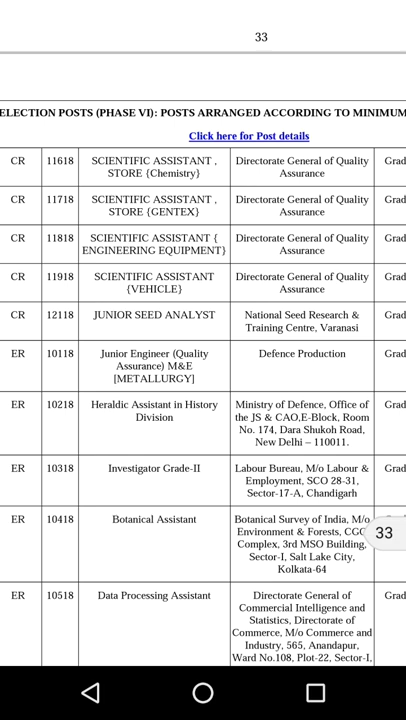 33
ELECTION POSTS (PHASE VI): POSTS ARRANGED ACCORDING TO MINIMUM
Click here for Post details
CR 11618 SCIENTIFIC ASSISTANT , Directorate General of Quality Grad
STORE {Chemistry} Assurance
CR 11718 SCIENTIFIC ASSISTANT , Directorate General of Quality Grad
STORE {GENTEX} Assurance
CR 11818 SCIENTIFIC ASSISTANT { Directorate General of Quality Grad
ENGINEERING EQUIPMENT} Assurance
CR 11918 SCIENTIFIC ASSISTANT Directorate General of Quality Grad
{VEHICLE} Assurance
CR 12118 JUNIOR SEED ANALYST National Seed Research & Grad
Training Centre, Varanasi
ER 10118 Junior Engineer (Quality Defence Production Grad
Assurance) M&E
[METALLURGY]
ER 10218 Heraldic Assistant in History Ministry of Defence, Office of Grad
Division the JS & CAO,E-Block, Room
No. 174, Dara Shukoh Road,
New Delhi – 110011.
ER 10318 Investigator Grade-II Labour Bureau, M/o Labour & Grad
Employment, SCO 28-31,
Sector-17-A, Chandigarh
ER 10418 Botanical Assistant Botanical Survey of India, M/o
Environment & Forests, CGO
33
Complex, 3rd MSO Building,
Sector-I, Salt Lake City,
Kolkata-64
ER 10518 Data Processing Assistant Directorate General of Grad
Commercial Intelligence and
Statistics, Directorate of
Commerce, M/o Commerce and
Industry, 565, Anandapur,
Ward No.108, Plot-22, Sector-I,